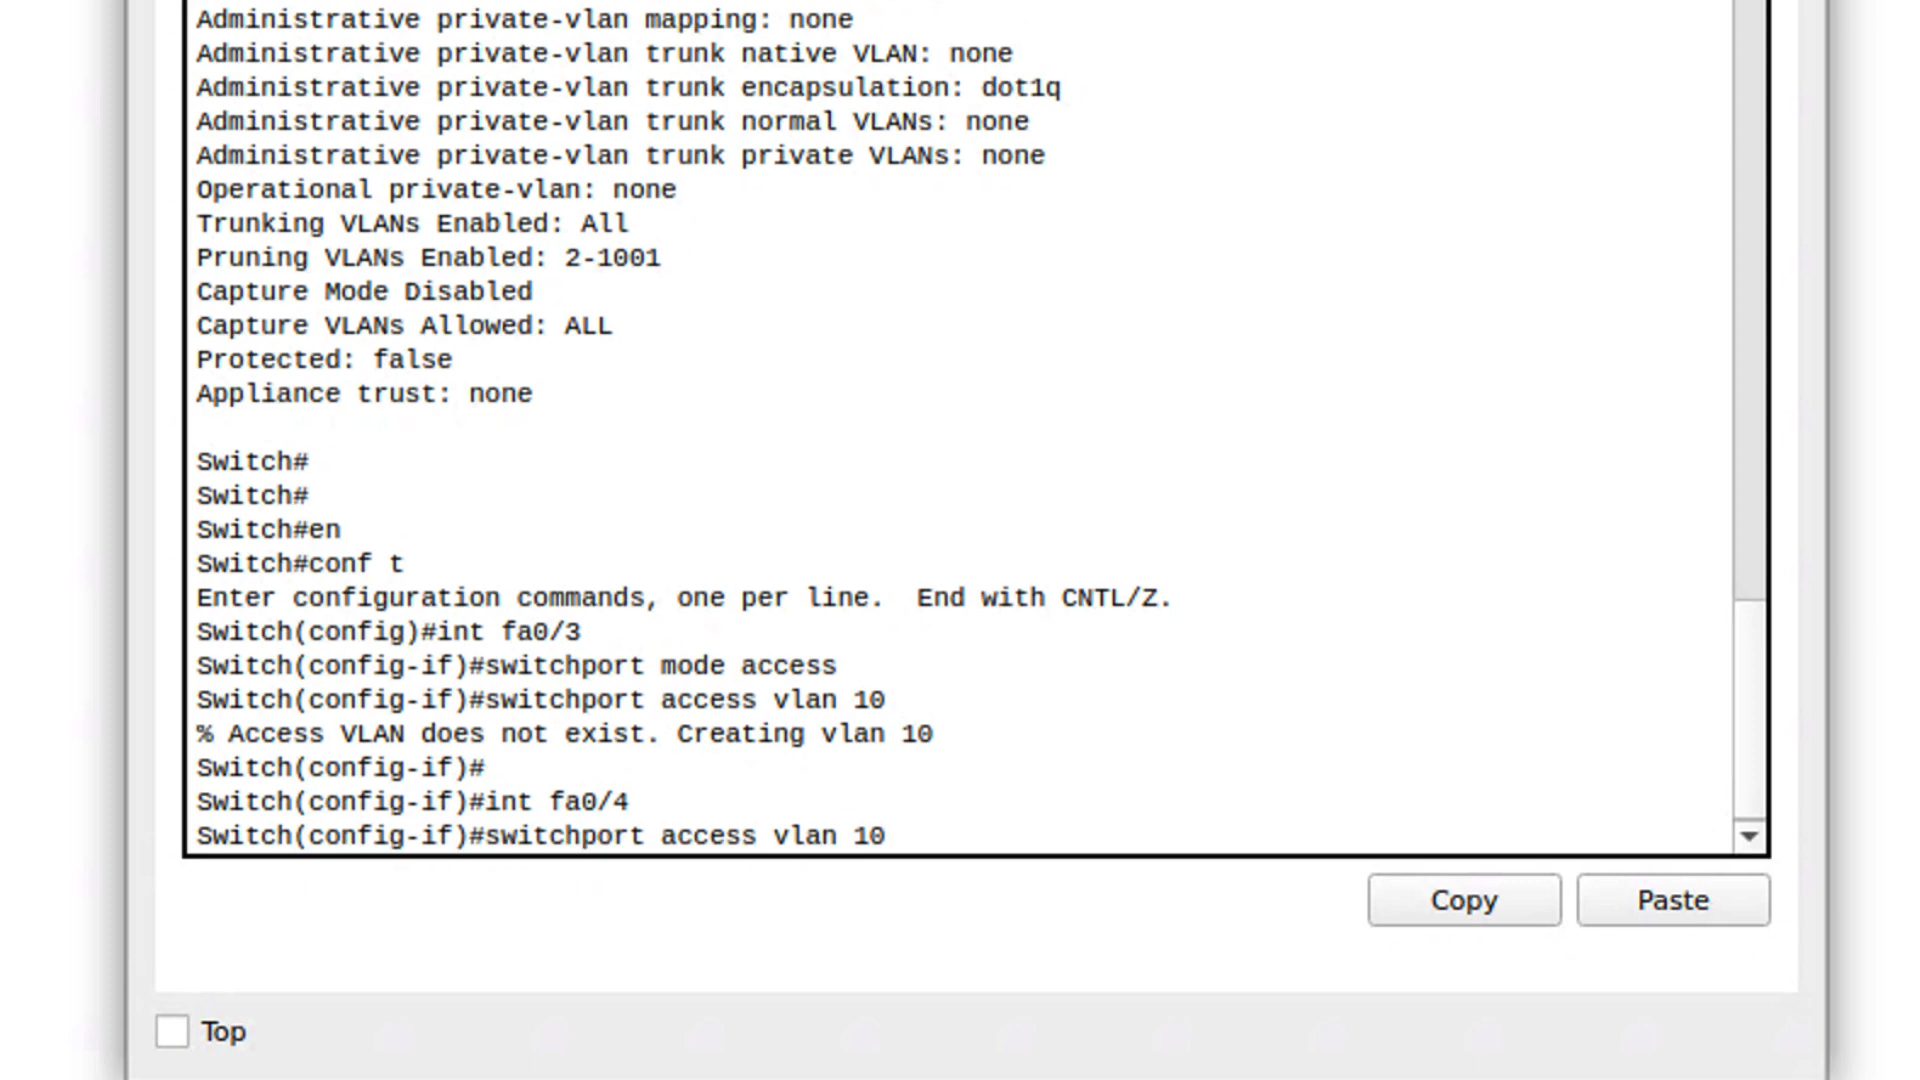 Administrative private-vlan mapping: none
Administrative private-vlan trunk native VLAN: none
Administrative private-vlan trunk encapsulation: dot1q
Administrative private-vlan trunk normal VLANs: none
Administrative private-vlan trunk private VLANs: none
Operational private-vlan: none
Trunking VLANs Enabled: All
Pruning VLANs Enabled: 2-1001
Capture Mode Disabled
Capture VLANs Allowed: ALL
Protected: false
Appliance trust: none

Switch#
Switch#
Switch#en
Switch#conf t
Enter configuration commands, one per line.  End with CNTL/Z.
Switch(config)#int fa0/3
Switch(config-if)#switchport mode access
Switch(config-if)#switchport access vlan 10
% Access VLAN does not exist. Creating vlan 10
Switch(config-if)#
Switch(config-if)#int fa0/4
Switch(config-if)#switchport access vlan 10
Copy Paste
Top